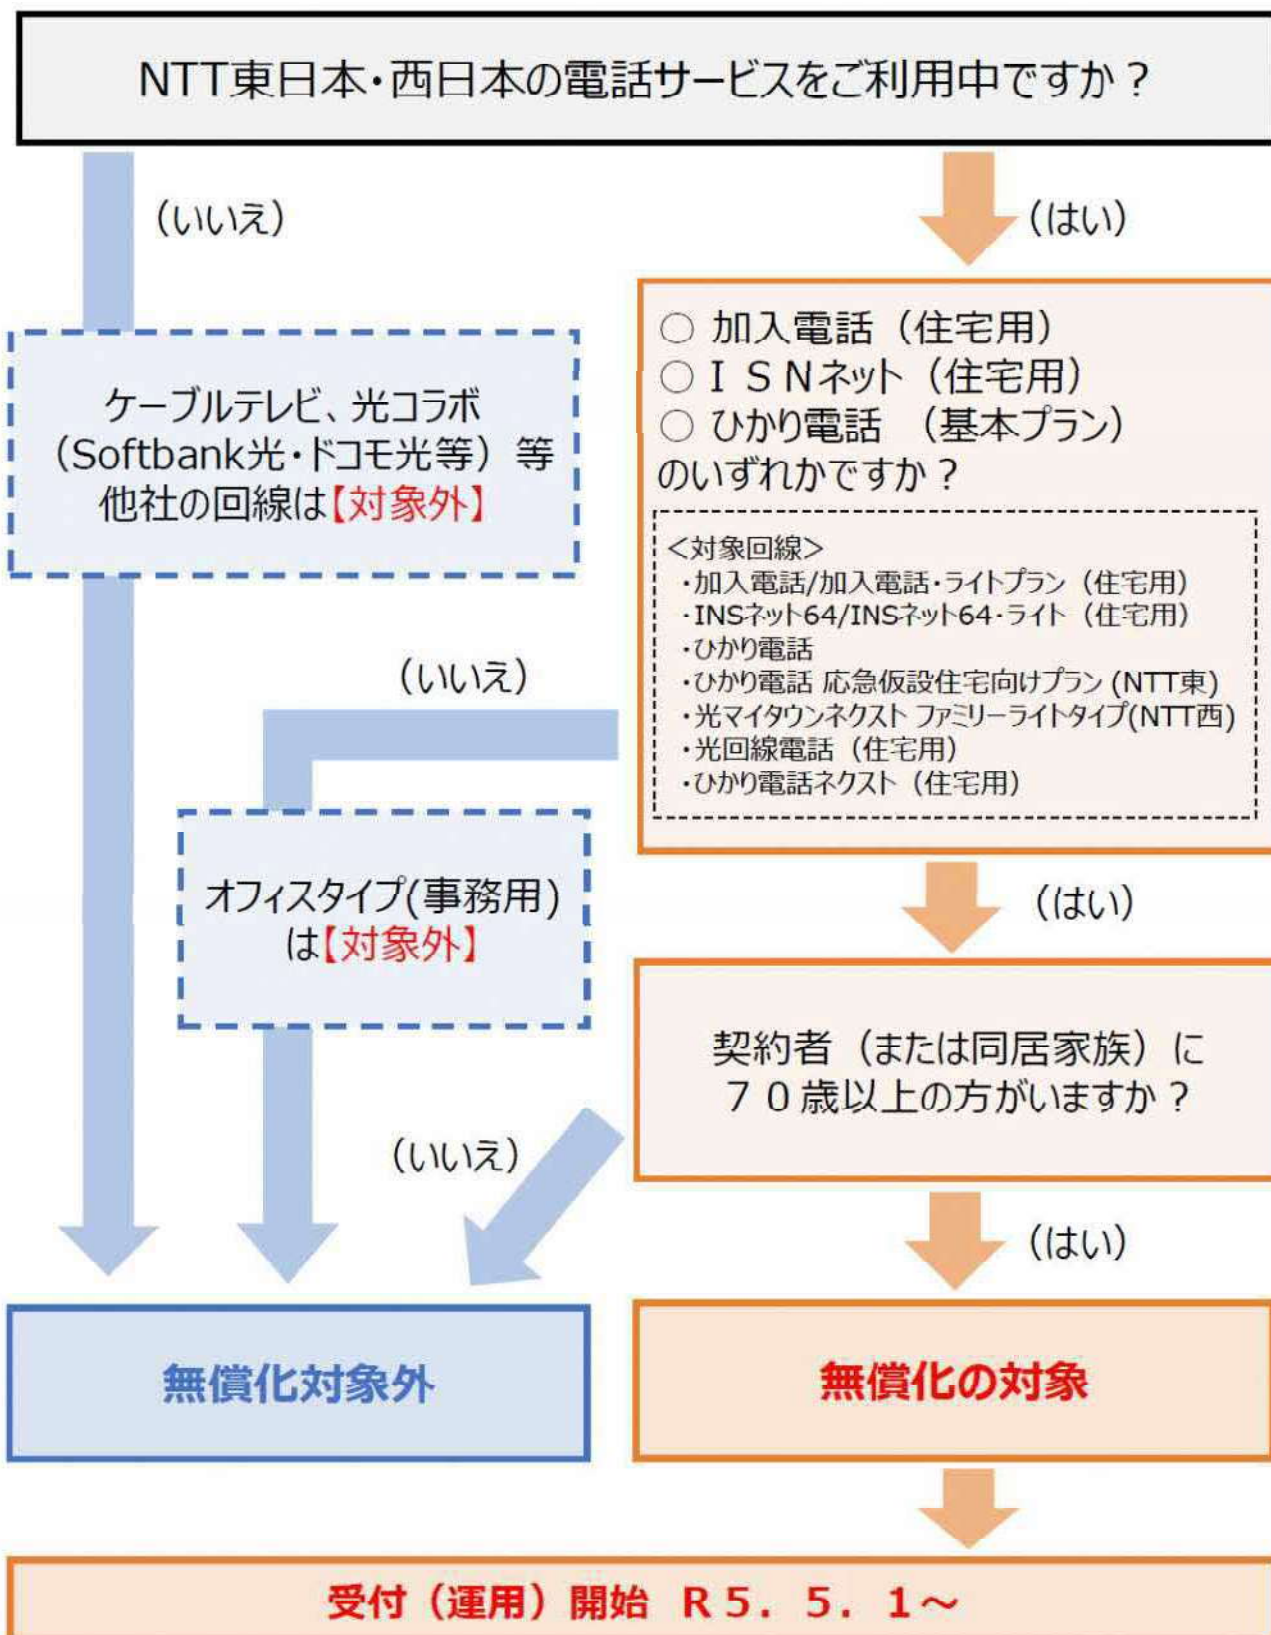 NTT東日本・西日本の電話サービスをご利用中ですか？
（いいえ）
（はい）
ケーブルテレビ、光コラボ
（Softbank光・ドコモ光等）等
他社の回線は【対象外】
○ 加入電話（住宅用）
○ ＩＳＮネット（住宅用）
○ ひかり電話 （基本プラン）
のいずれかですか？
＜対象回線＞
・加入電話/加入電話・ライトプラン（住宅用）
・INSネット64/INSネット64・ライト（住宅用）
・ひかり電話
・ひかり電話 応急仮設住宅向けプラン (NTT東)
・光マイタウンネクスト ファミリーライトタイプ(NTT西)
・光回線電話（住宅用）
・ひかり電話ネクスト（住宅用）
（いいえ）
オフィスタイプ(事務用)
は【対象外】
（はい）
契約者（または同居家族）に
７０歳以上の方がいますか？
（いいえ）
（はい）
無償化対象外
無償化の対象
受付（運用）開始 Ｒ５．５．１～